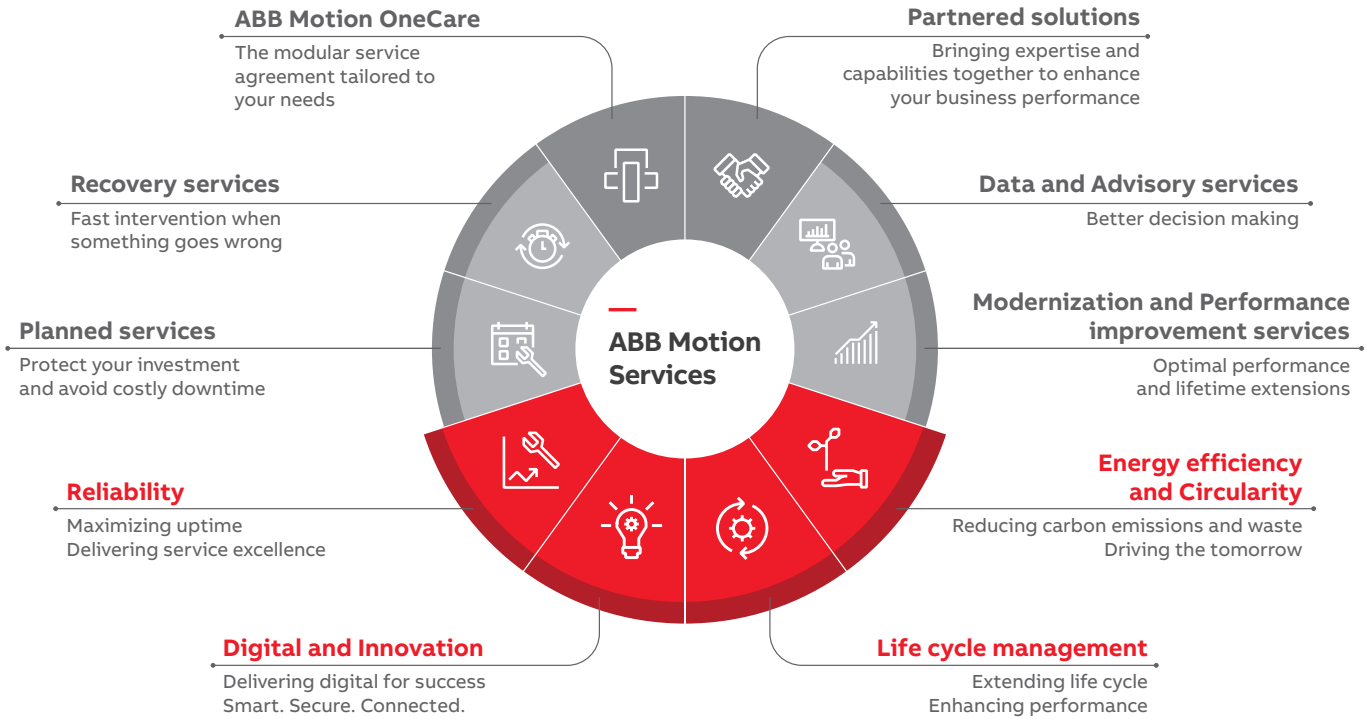 ABB Motion OneCare
The modular service
agreement tailored to
your needs
Partnered solutions
Bringing expertise and
capabilities together to enhance
your business performance
Recovery services
Fast intervention when
something goes wrong
Data and Advisory services
Better decision making
Planned services
Protect your investment
and avoid costly downtime
ABB Motion
Services
Modernization and Performance
improvement services
Optimal performance
and lifetime extensions
Reliability
Maximizing uptime
Delivering service excellence
Energy efficiency
and Circularity
Reducing carbon emissions and waste
Driving the tomorrow
Digital and Innovation
Delivering digital for success
Smart. Secure. Connected.
Life cycle management
Extending life cycle
Enhancing performance